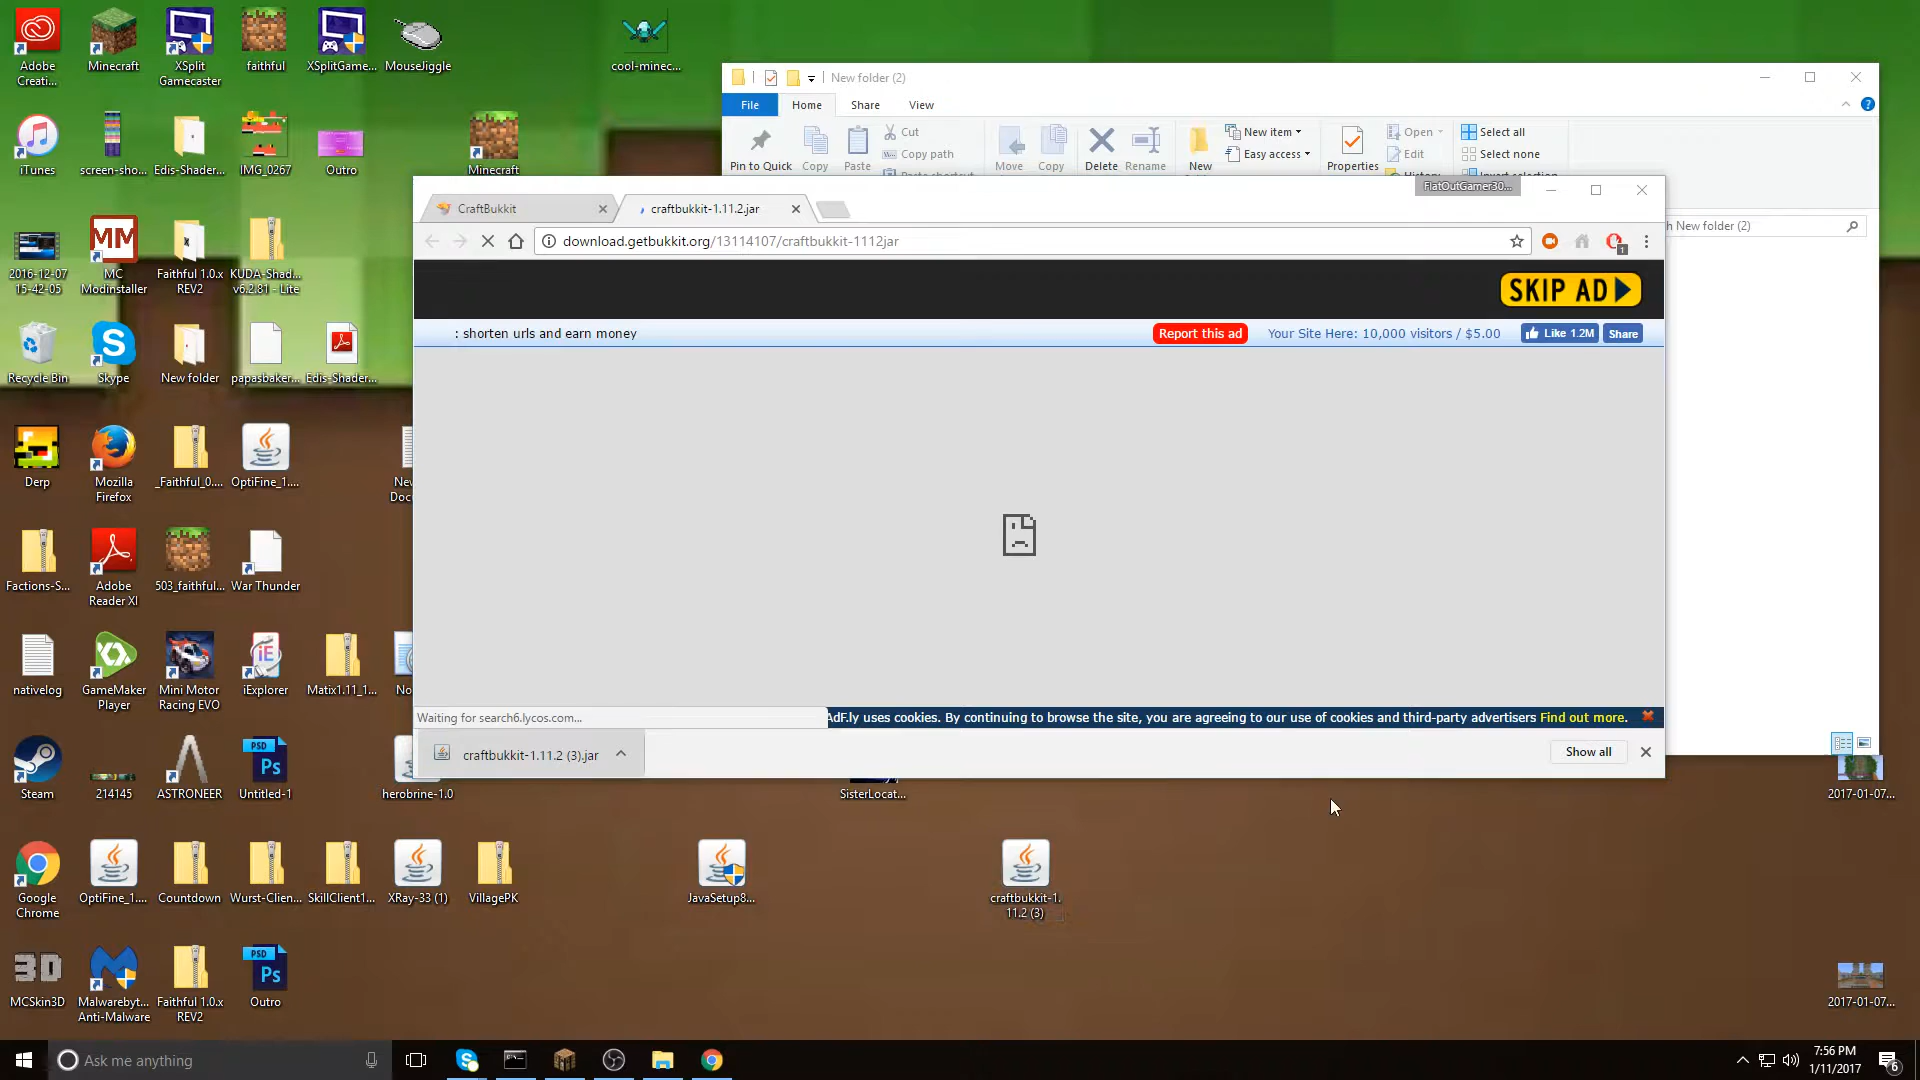 Adobe
Creati...
Minecraft
XSplit
Gamecaster
faithful
XSplitGame...
MouseJiggle
cool-minec...
iTunes
screen-sho...
Edis-Shader...
IMG_0267
Outro
Minecraft
2016-12-07
15-42-05
MC
Modinstaller
Faithful 1.0.x
REV2
KUDA-Shad...
v6.2.81 - Lite
Recycle Bin
Skype
New folder
papasbaker...
Edis-Shader...
Derp
Mozilla
Firefox
_Faithful_0....
OptiFine_1....
Factions-S...
Adobe
Reader XI
503_faithful...
War Thunder
nativelog
GameMaker
Player
Mini Motor
Racing EVO
iExplorer
Matix1.11_1...
Steam
214145
ASTRONEER
Untitled-1
herobrine-1.0
SisterLocat...
2017-01-07...
Google
Chrome
OptiFine_1....
Countdown
Wurst-Clien...
SkillClient1...
XRay-33 (1)
VillagePK
JavaSetup8...
craftbukkit-1.
11.2 (3)
MCSkin3D
Malwarebyt...
Anti-Malware
Faithful 1.0.x
REV2
Outro
2017-01-07...
New folder (2)
File
Home
Share
View
Pin to Quick
Copy
Paste
Cut
Copy path
Paste shortcut
Move
Copy
Delete
Rename
New
New item
Easy access
Properties
Open
Edit
History
Select all
Select none
Invert selection
h New folder (2)
FlatOutGamer30...
CraftBukkit
craftbukkit-1.11.2.jar
download.getbukkit.org/13114107/craftbukkit-1112jar
1
SKIP AD
: shorten urls and earn money
Report this ad
Your Site Here: 10,000 visitors / $5.00
Like 1.2M
Share
Waiting for search6.lycos.com...
AdF.ly uses cookies. By continuing to browse the site, you are agreeing to our use of cookies and third-party advertisers Find out more.
craftbukkit-1.11.2 (3).jar
Show all
Ask me anything
7:56 PM
1/11/2017
6